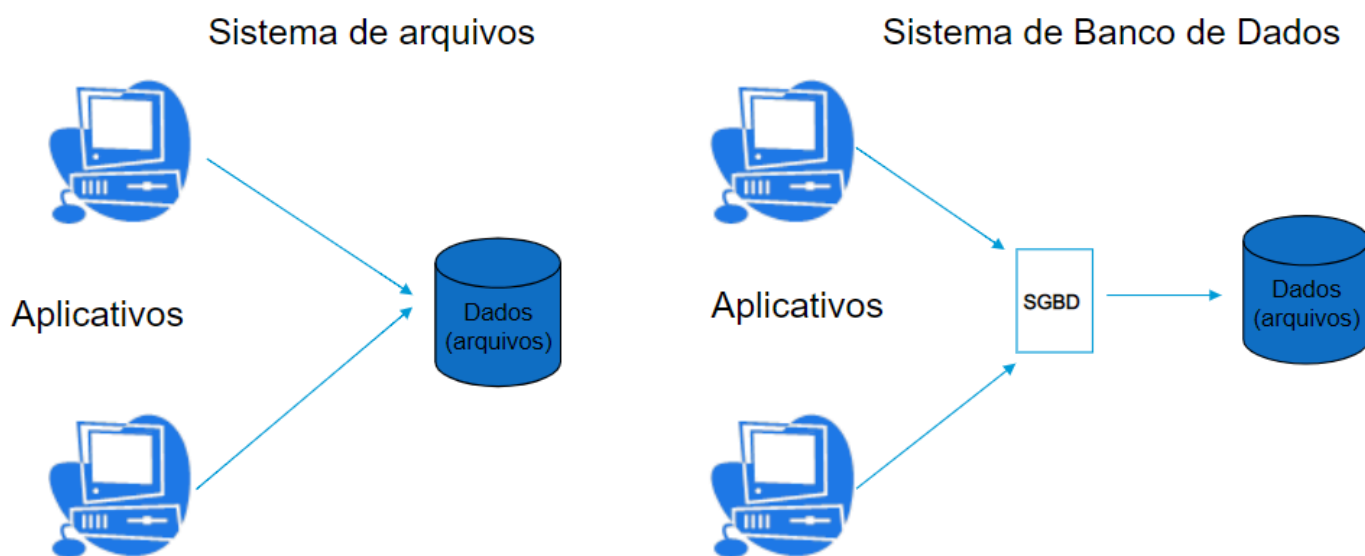 Sistema de arquivos
Sistema de Banco de Dados
Aplicativos
Dados
(arquivos)
Aplicativos
SGBD
Dados
(arquivos)